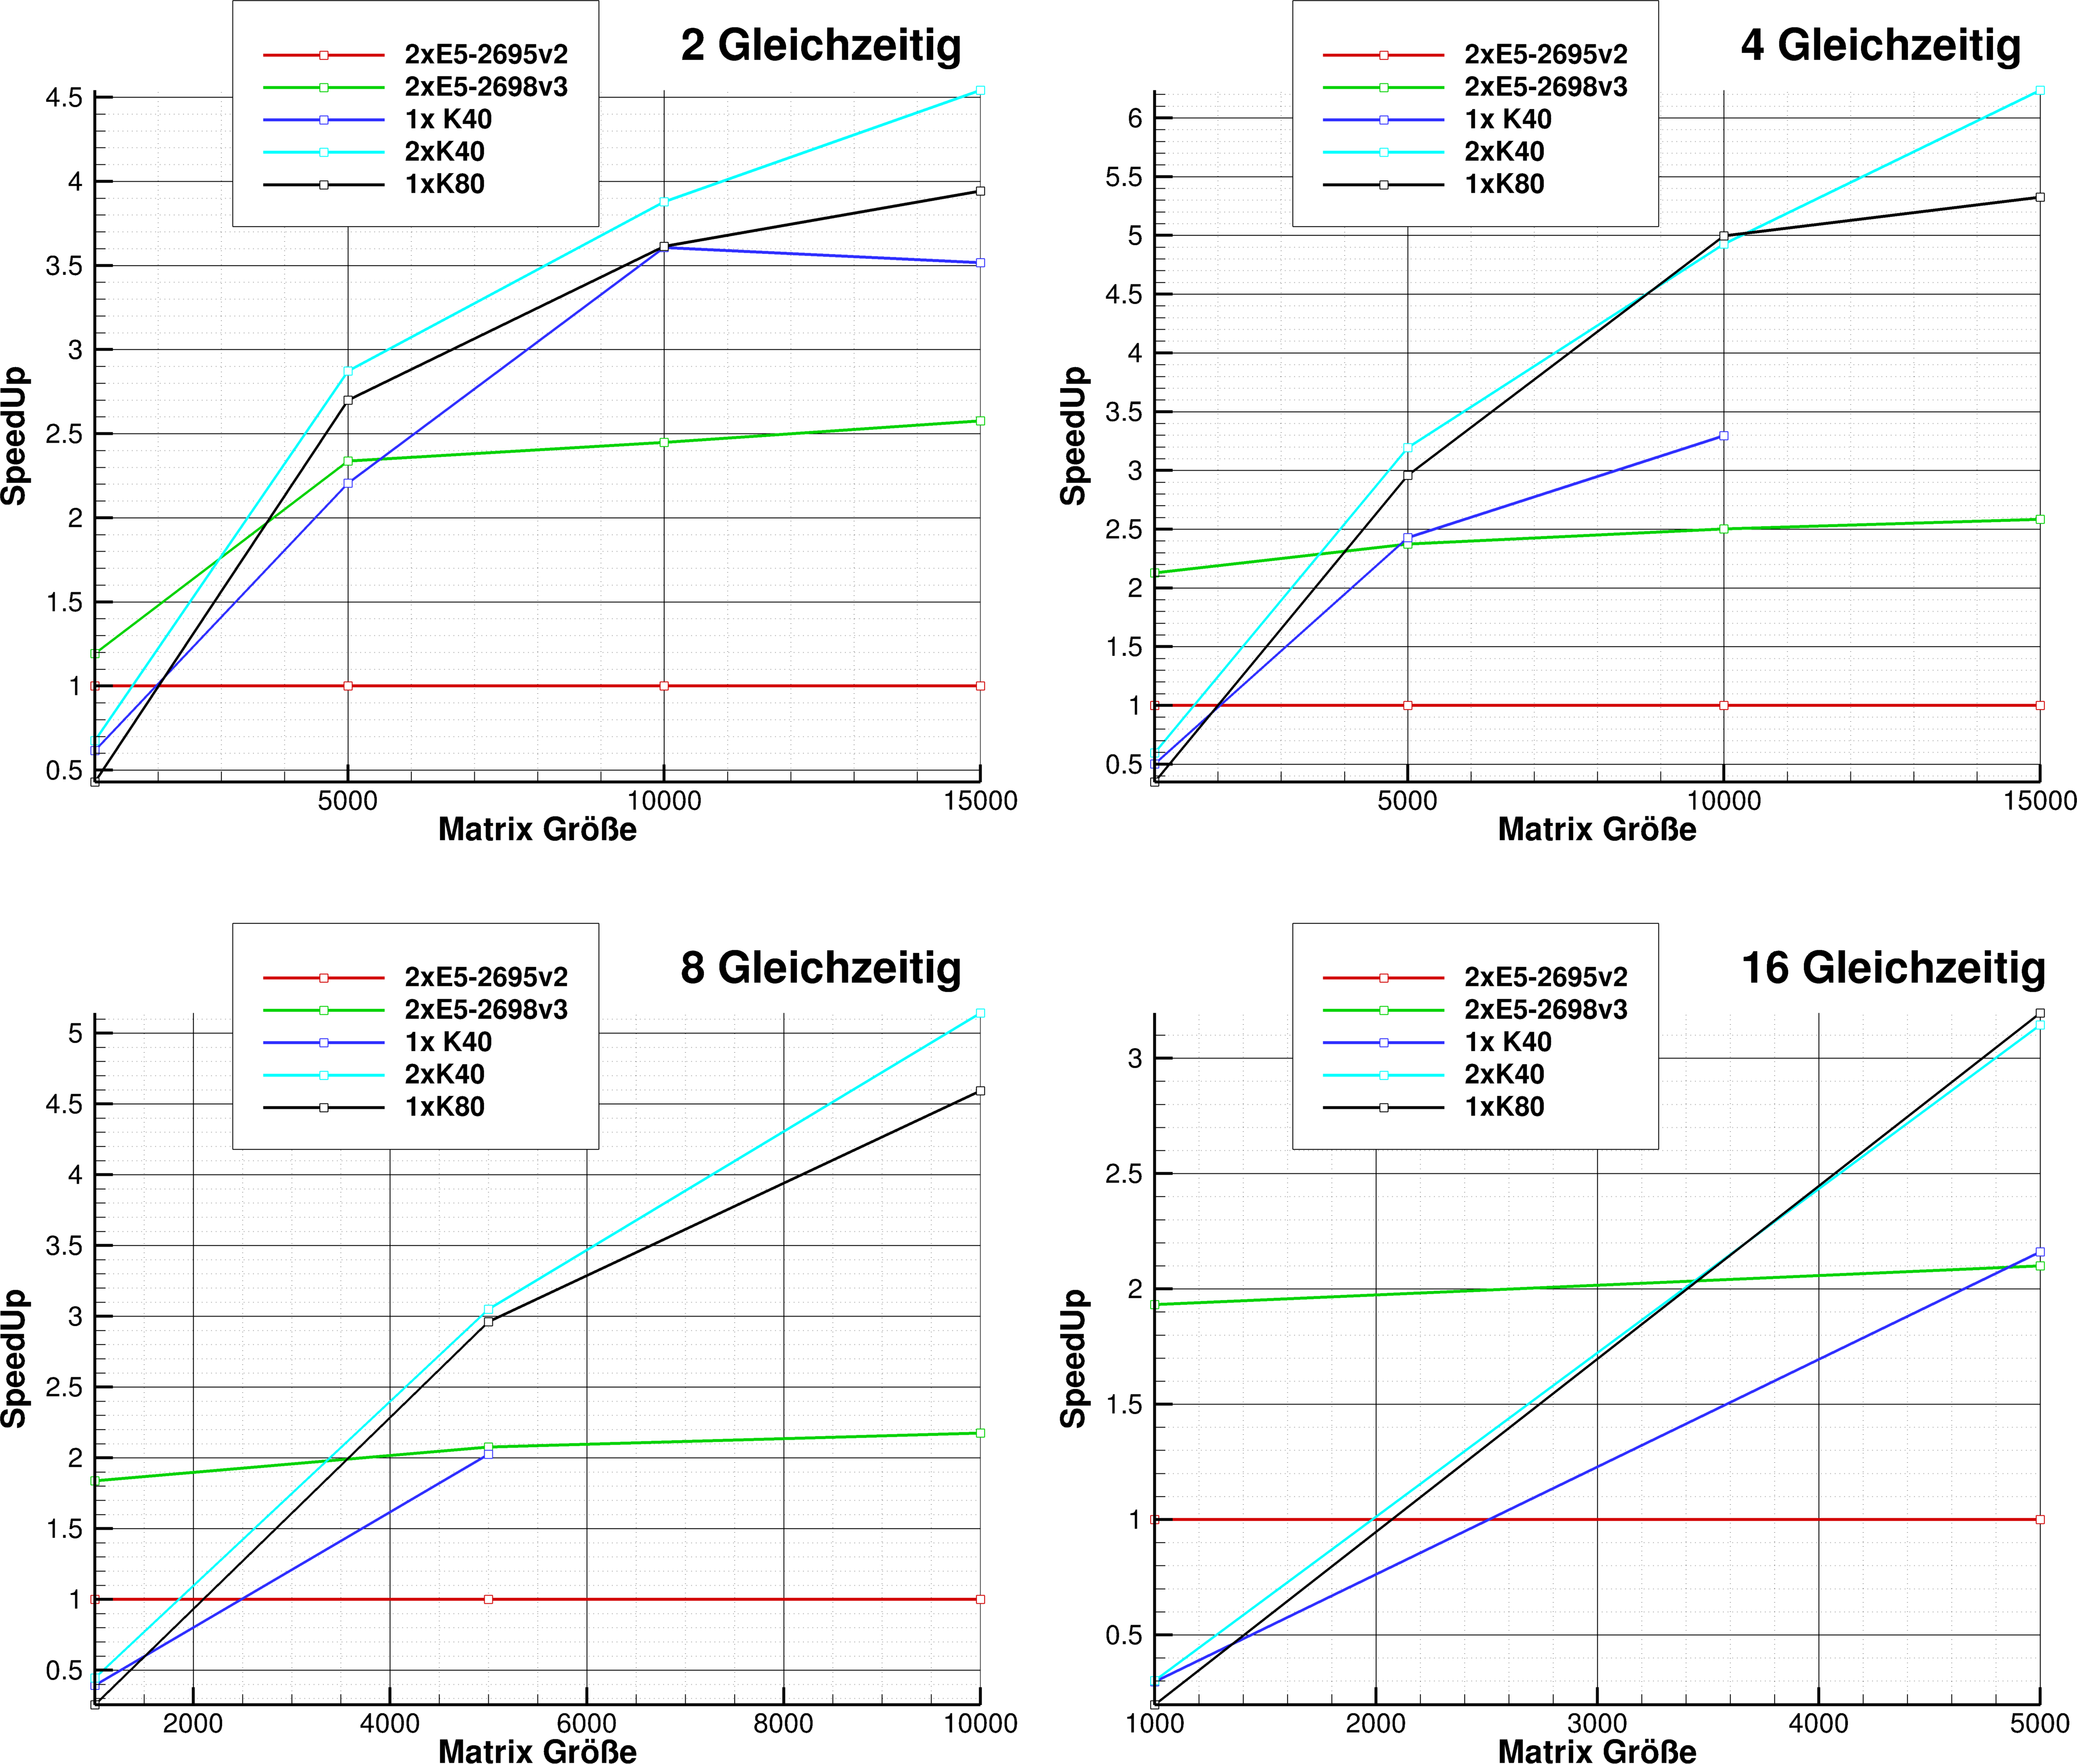 2 Gleichzeitig
2xE5-2695v2
2xE5-2698v3
1x K40
2xK40
1xK80
SpeedUp
4.5
4
3.5
3
2.5
2
1.5
1
0.5
5000 10000 15000
Matrix Größe
4 Gleichzeitig
2xE5-2695v2
2xE5-2698v3
1x K40
2xK40
1xK80
SpeedUp
6
5.5
5
4.5
4
3.5
3
2.5
2
1.5
1
0.5
5000 10000 15000
Matrix Größe
8 Gleichzeitig
2xE5-2695v2
2xE5-2698v3
1x K40
2xK40
1xK80
SpeedUp
5
4.5
4
3.5
3
2.5
2
1.5
1
0.5
2000 4000 6000 8000 10000
Matrix Größe
16 Gleichzeitig
2xE5-2695v2
2xE5-2698v3
1x K40
2xK40
1xK80
SpeedUp
3
2.5
2
1.5
1
0.5
1000 2000 3000 4000 5000
Matrix Größe